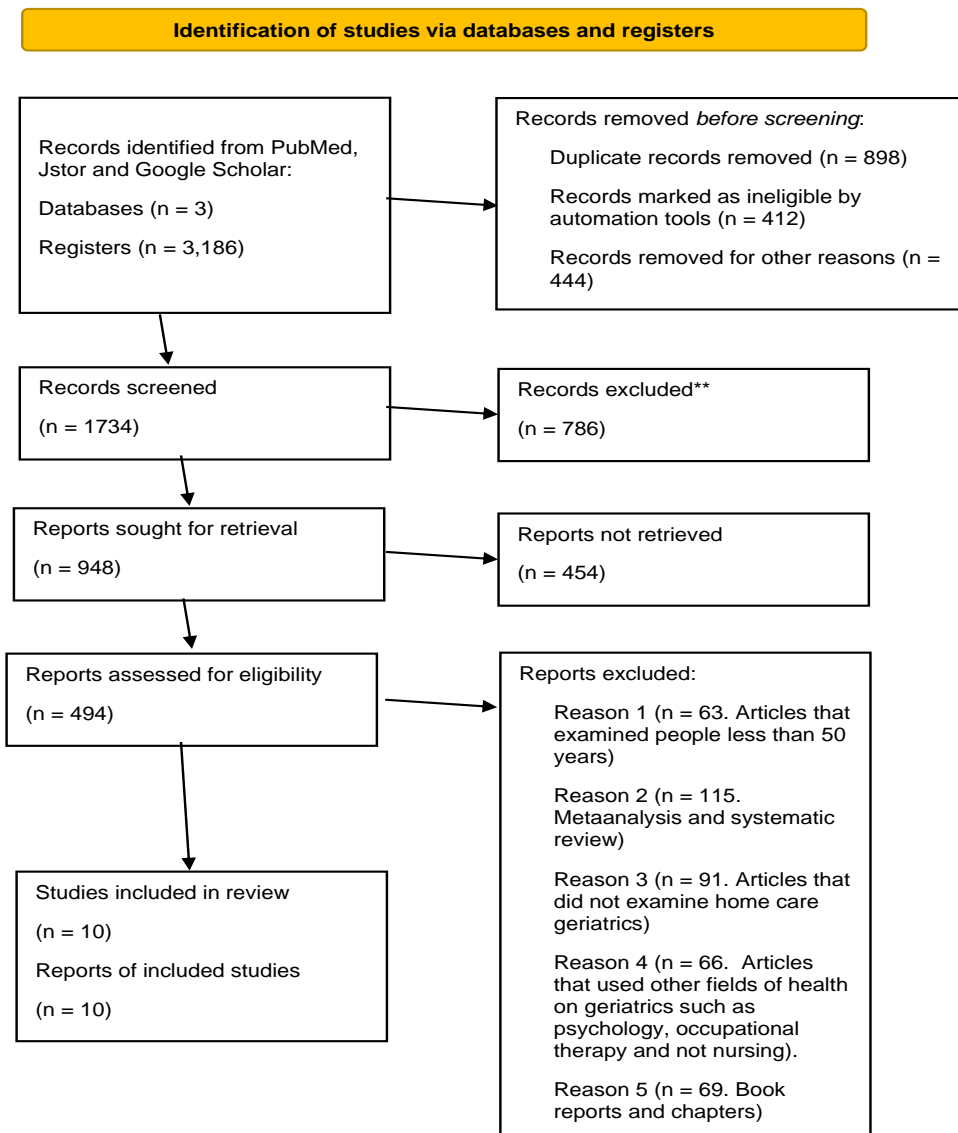 Identification of studies via databases and registers
Records identified from PubMed,
Jstor and Google Scholar:
Databases (n = 3)
Registers (n = 3,186)
Records removed before screening:
Duplicate records removed (n = 898)
Records marked as ineligible by
automation tools (n = 412)
Records removed for other reasons (n =
444)
Records screened
(n = 1734)
Records excluded**
(n = 786)
Reports sought for retrieval
(n = 948)
Reports not retrieved
(n = 454)
Reports assessed for eligibility
(n = 494)
Reports excluded:
Reason 1 (n = 63. Articles that
examined people less than 50
years)
Reason 2 (n = 115.
Metaanalysis and systematic
review)
Reason 3 (n = 91. Articles that
did not examine home care
geriatrics)
Reason 4 (n = 66.  Articles
that used other fields of health
on geriatrics such as
psychology, occupational
therapy and not nursing).
Reason 5 (n = 69. Book
reports and chapters)
Studies included in review
(n = 10)
Reports of included studies
(n = 10)